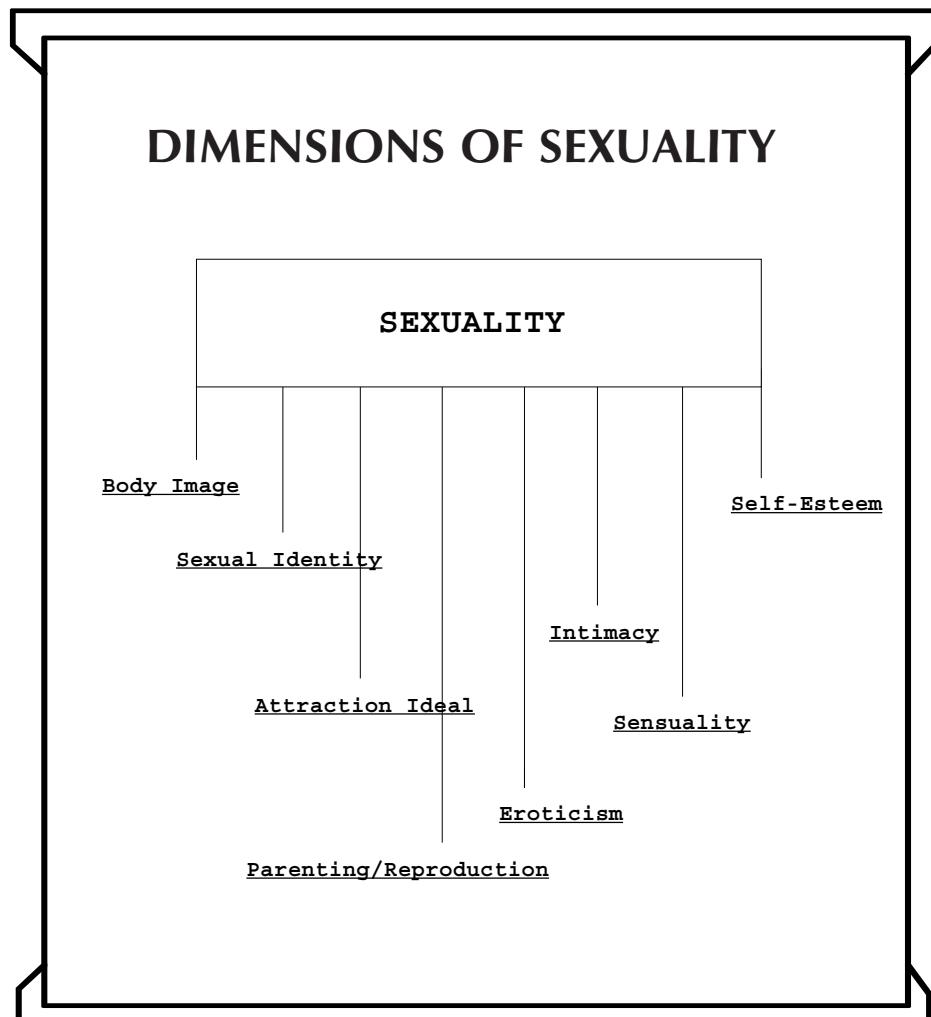 DIMENSIONS OF SEXUALITY
SEXUALITY
Body Image
Self-Esteem
Sexual Identity
Intimacy
Attraction Ideal
Sensuality
Eroticism
Parenting/Reproduction